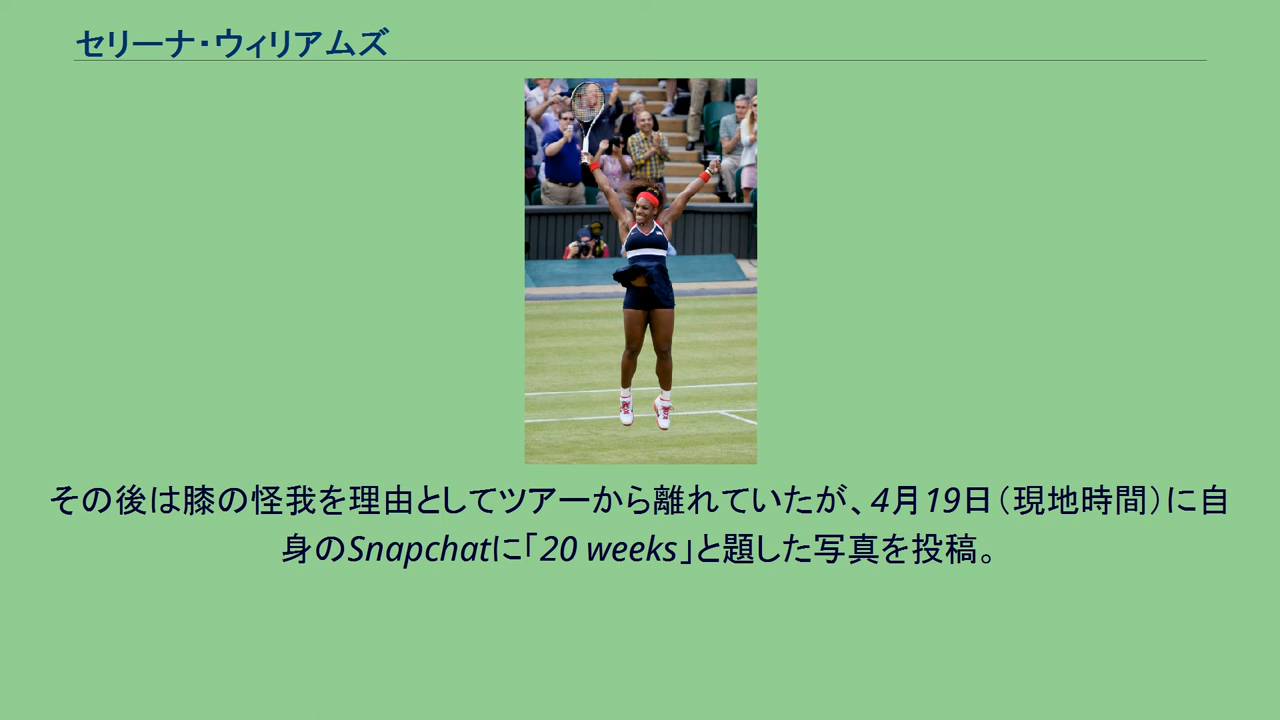 セリーナ・ウィリアムズ
その後は膝の怪我を理由としてツアーから離れていたが、4月19日（現地時間）に自
身のSnapchatに「20 weeks」と題した写真を投稿。